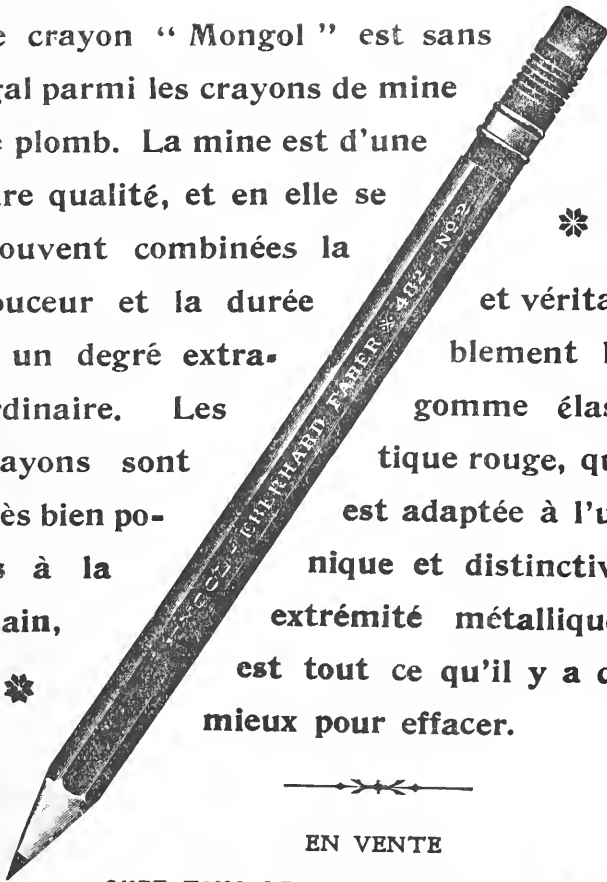 e crayon “ Mongol ” est sans
gal parmi les crayons de mine
e plomb. La mine est d'une
re qualité, et en elle se
ouvent combinées la
ouceur et la durée
un degré extra-
rdinaire. Les
ayons sont
ès bien po-
s à la
ain,
et vérita
blement l
gomme élas
tique rouge, qu
est adaptée à l'u
nique et distinctiv
extrémité métallique
est tout ce qu'il y a d
mieux pour effacer.
EBERHARD FABER ※ 482 - No 2
EN VENTE